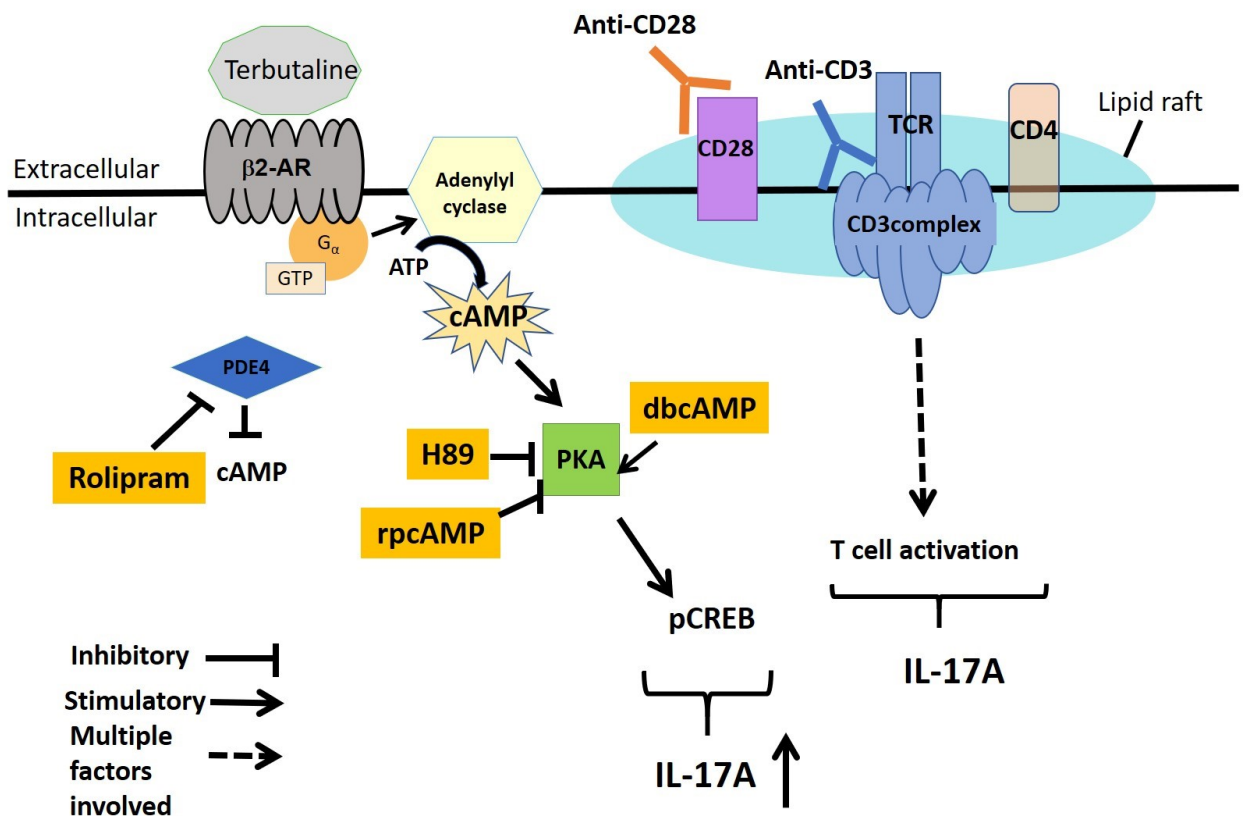 Anti-CD28
Terbutaline
Anti-CD3
Lipid raft
TCR
CD4
CD28
Extracellular
β2-AR
Adenylyl
cyclase
Intracellular
CD3complex
Gα
GTP
ATP
cAMP
PDE4
dbcAMP
H89
PKA
Rolipram
cAMP
rpcAMP
T cell activation
pCREB
IL-17A
IL-17A
Inhibitory
Stimulatory
Multiple
factors
involved